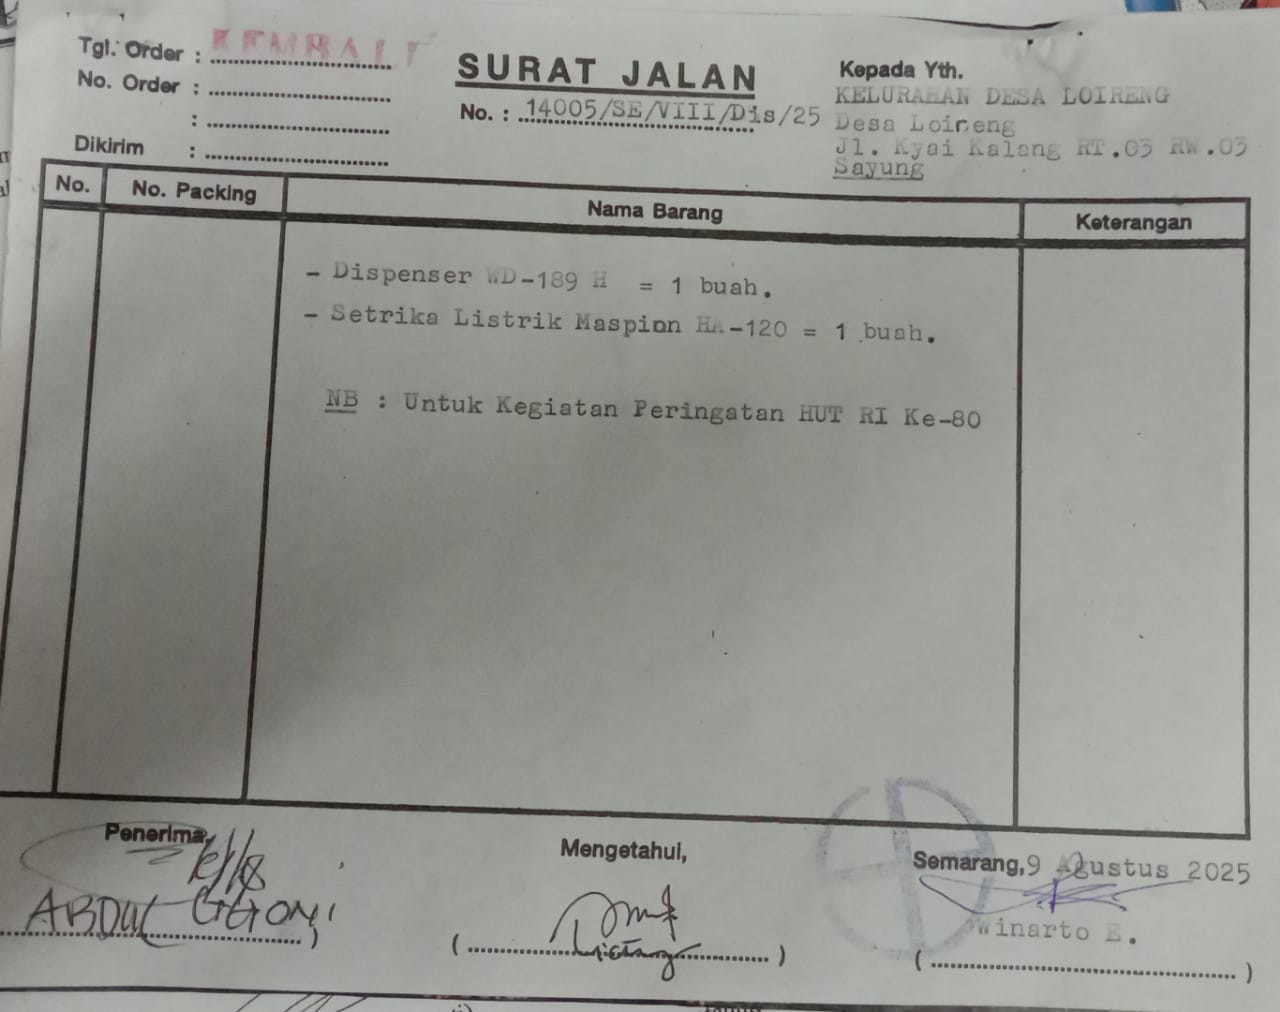 Tgl. Order : KEMBALI
No. Order :
:
Dikirim :
SURAT JALAN
No. : 14005/SE/VIII/Dis/25
Kepada Yth.
KELURAHAN DESA LOIRENG
Desa Loireng
Jl. Kyai Kalang RT.03 RW.03
Sayung
No. No. Packing Nama Barang Keterangan
- Dispenser WD-189 H = 1 buah.
- Setrika Listrik Maspion HA-120 = 1 buah.
NB : Untuk Kegiatan Peringatan HUT RI Ke-80
Penerima,
ABDUL GGONI
)
Mengetahui,
( )
Semarang, 9 Agustus 2025
Winarto E.
( )